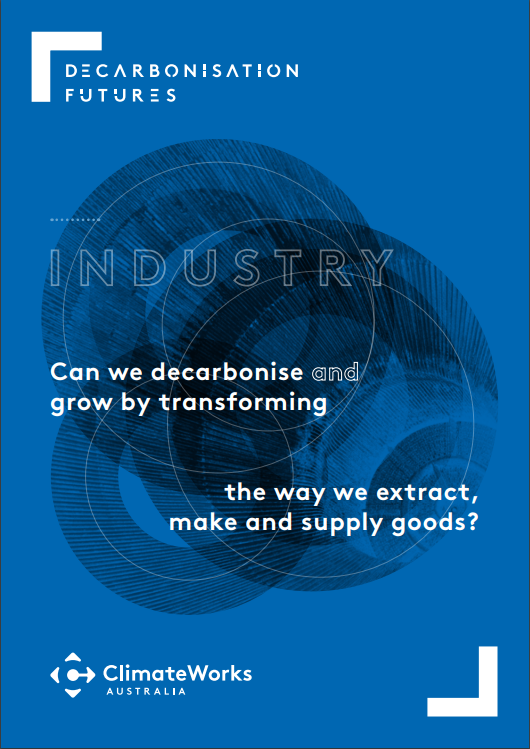 DECARBONISATION
FUTURES
INDUSTRY
Can we decarbonise and
grow by transforming
the way we extract,
make and supply goods?
ClimateWorks
AUSTRALIA